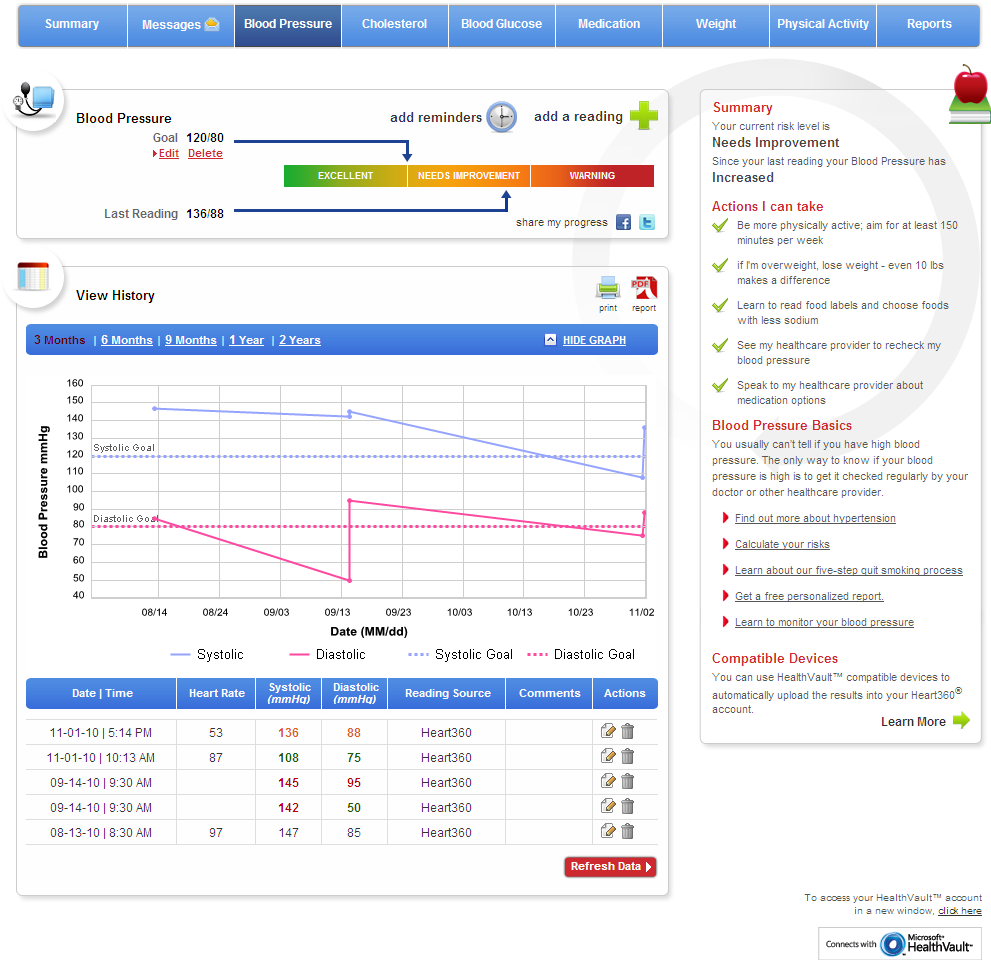 Summary Messages Blood Pressure Cholesterol Blood Glucose Medication Weight Physical Activity Reports
Blood Pressure
add reminders add a reading
Goal 120/80
Edit Delete
EXCELLENT NEEDS IMPROVEMENT WARNING
Last Reading 136/88
share my progress
View History
print
PDF
report
3 Months | 6 Months | 9 Months | 1 Year | 2 Years
HIDE GRAPH
Blood Pressure mmHg
160
150
140
130
120
110
100
90
80
70
60
50
40
Systolic Goal
Diastolic Goal
08/14 08/24 09/03 09/13 09/23 10/03 10/13 10/23 11/02
Date (MM/dd)
Systolic Diastolic Systolic Goal Diastolic Goal
Date | Time Heart Rate Systolic (mmHg) Diastolic (mmHg) Reading Source Comments Actions
11-01-10 | 5:14 PM 53 136 88 Heart360
11-01-10 | 10:13 AM 87 108 75 Heart360
09-14-10 | 9:30 AM 145 95 Heart360
09-14-10 | 9:30 AM 142 50 Heart360
08-13-10 | 8:30 AM 97 147 85 Heart360
Refresh Data
Summary
Your current risk level is
Needs Improvement
Since your last reading your Blood Pressure has
Increased
Actions I can take
Be more physically active; aim for at least 150
minutes per week
if I'm overweight, lose weight - even 10 lbs
makes a difference
Learn to read food labels and choose foods
with less sodium
See my healthcare provider to recheck my
blood pressure
Speak to my healthcare provider about
medication options
Blood Pressure Basics
You usually can't tell if you have high blood
pressure. The only way to know if your blood
pressure is high is to get it checked regularly by your
doctor or other healthcare provider.
Find out more about hypertension
Calculate your risks
Learn about our five-step quit smoking process
Get a free personalized report.
Learn to monitor your blood pressure
Compatible Devices
You can use HealthVault™ compatible devices to
automatically upload the results into your Heart360®
account.
Learn More
To access your HealthVault™ account
in a new window, click here
Connects with Microsoft® HealthVault™